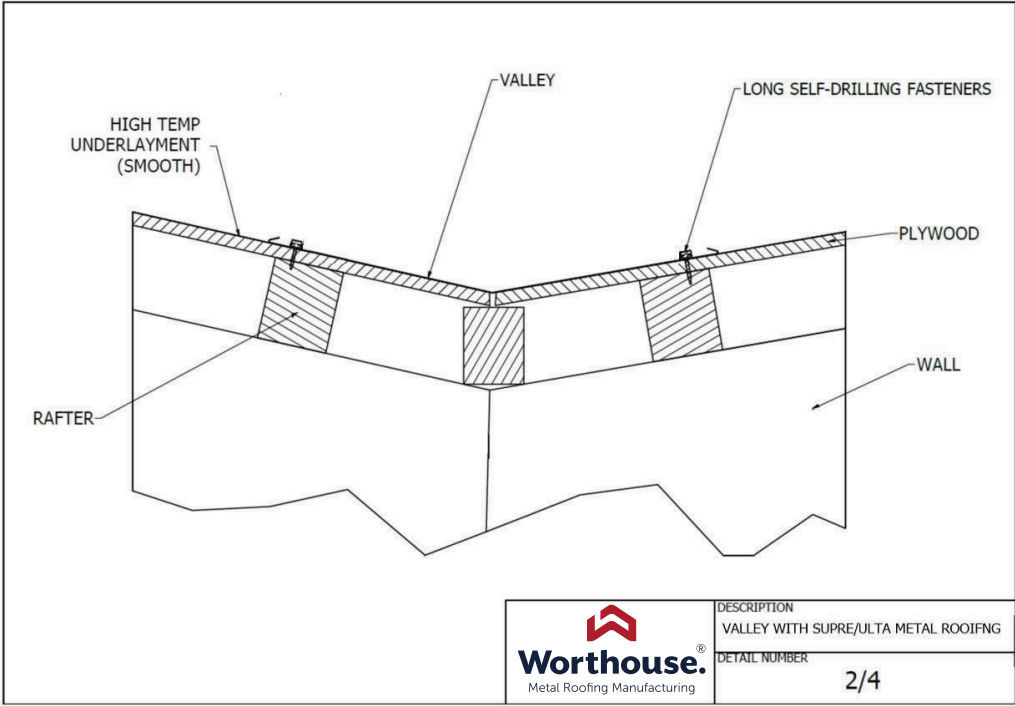 VALLEY
LONG SELF-DRILLING FASTENERS
HIGH TEMP
UNDERLAYMENT
(SMOOTH)
PLYWOOD
WALL
RAFTER
Worthouse.®
Metal Roofing Manufacturing
DESCRIPTION
VALLEY WITH SUPRE/ULTA METAL ROOIFNG
DETAIL NUMBER
2/4